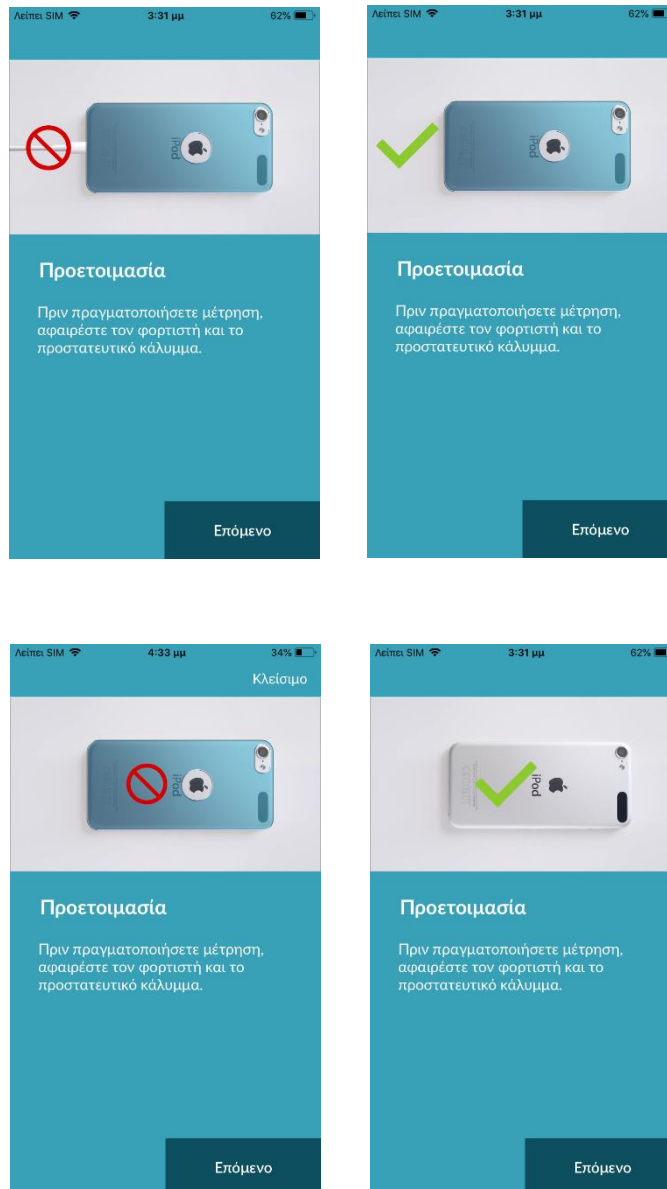 Λείπει SIM 3:31 μμ 62%
iPod
Προετοιμασία
Πριν πραγματοποιήσετε μέτρηση,
αφαιρέστε τον φορτιστή και το
προστατευτικό κάλυμμα.
Επόμενο
Λείπει SIM 3:31 μμ 62%
iPod
Προετοιμασία
Πριν πραγματοποιήσετε μέτρηση,
αφαιρέστε τον φορτιστή και το
προστατευτικό κάλυμμα.
Επόμενο
Λείπει SIM 4:33 μμ 34%
Κλείσιμο
iPod
Προετοιμασία
Πριν πραγματοποιήσετε μέτρηση,
αφαιρέστε τον φορτιστή και το
προστατευτικό κάλυμμα.
Επόμενο
Λείπει SIM 3:31 μμ 62%
iPod
Προετοιμασία
Πριν πραγματοποιήσετε μέτρηση,
αφαιρέστε τον φορτιστή και το
προστατευτικό κάλυμμα.
Επόμενο